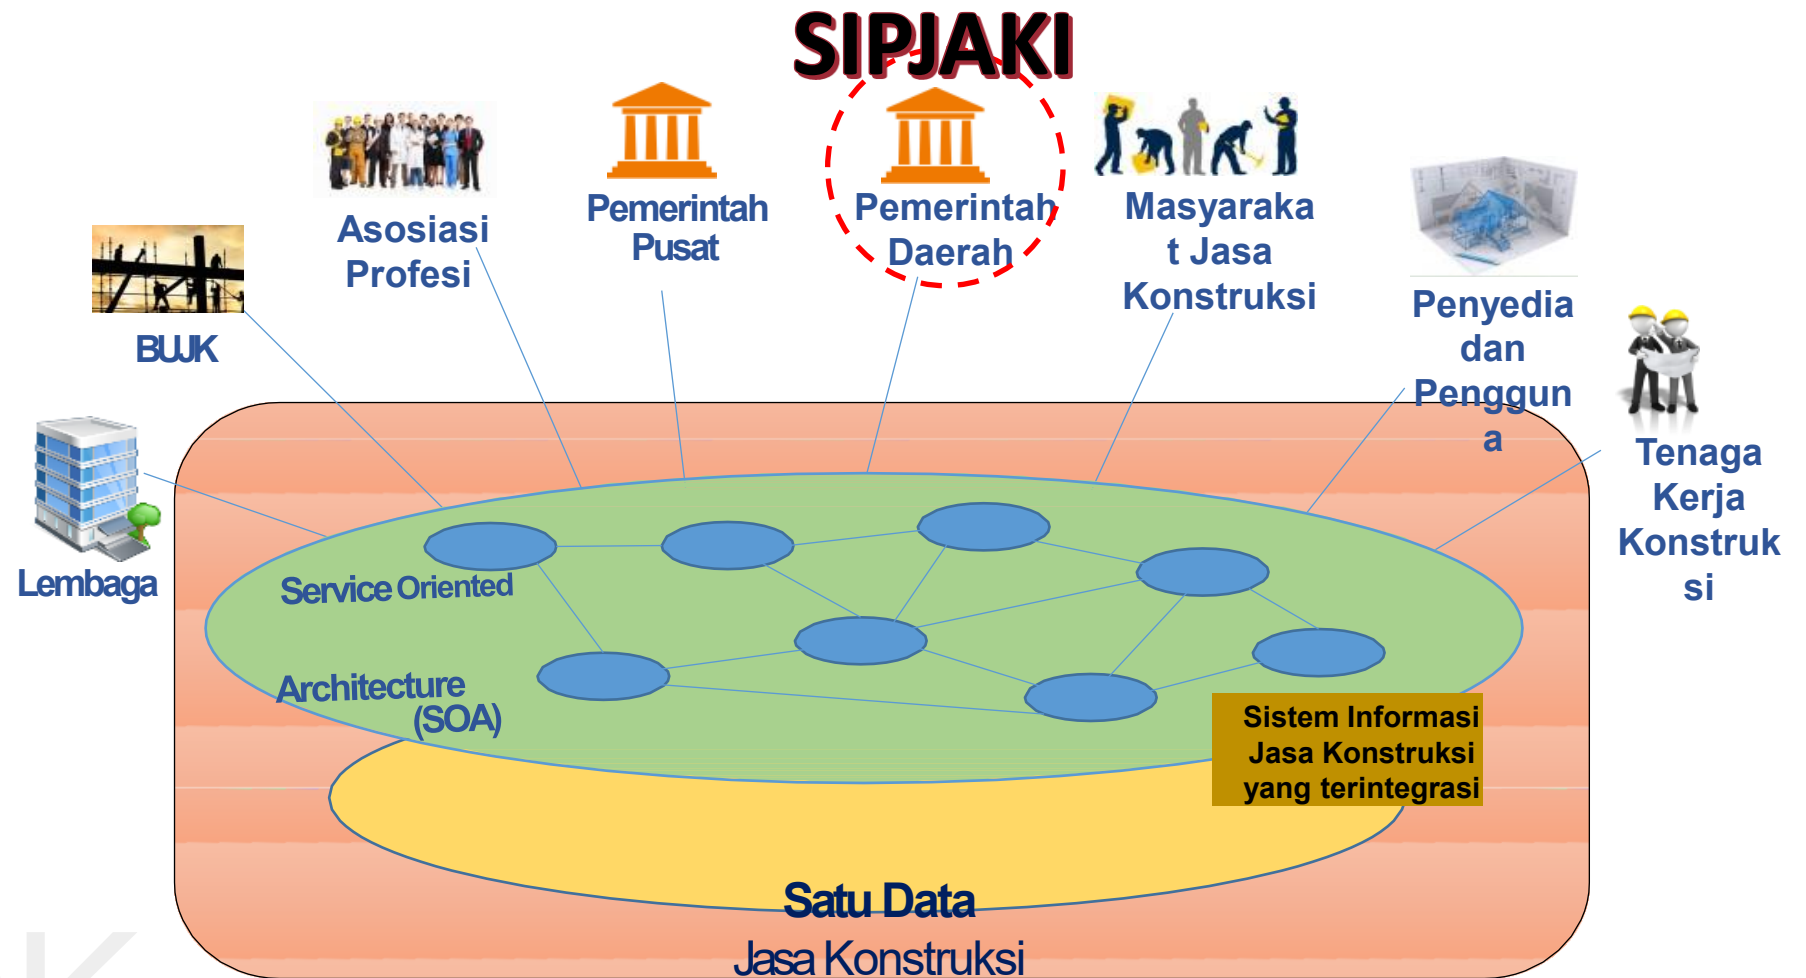 SIPJAKI
Asosiasi
Profesi
Pemerintah
Pusat
Pemerintah
Daerah
Masyaraka
t Jasa
Konstruksi
BUJK
Penyedia
dan
Penggun
a
Lembaga
Tenaga
Kerja
Konstruk
si
Service Oriented
Architecture
(SOA)
Sistem Informasi
Jasa Konstruksi
yang terintegrasi
Satu Data
Jasa Konstruksi
K